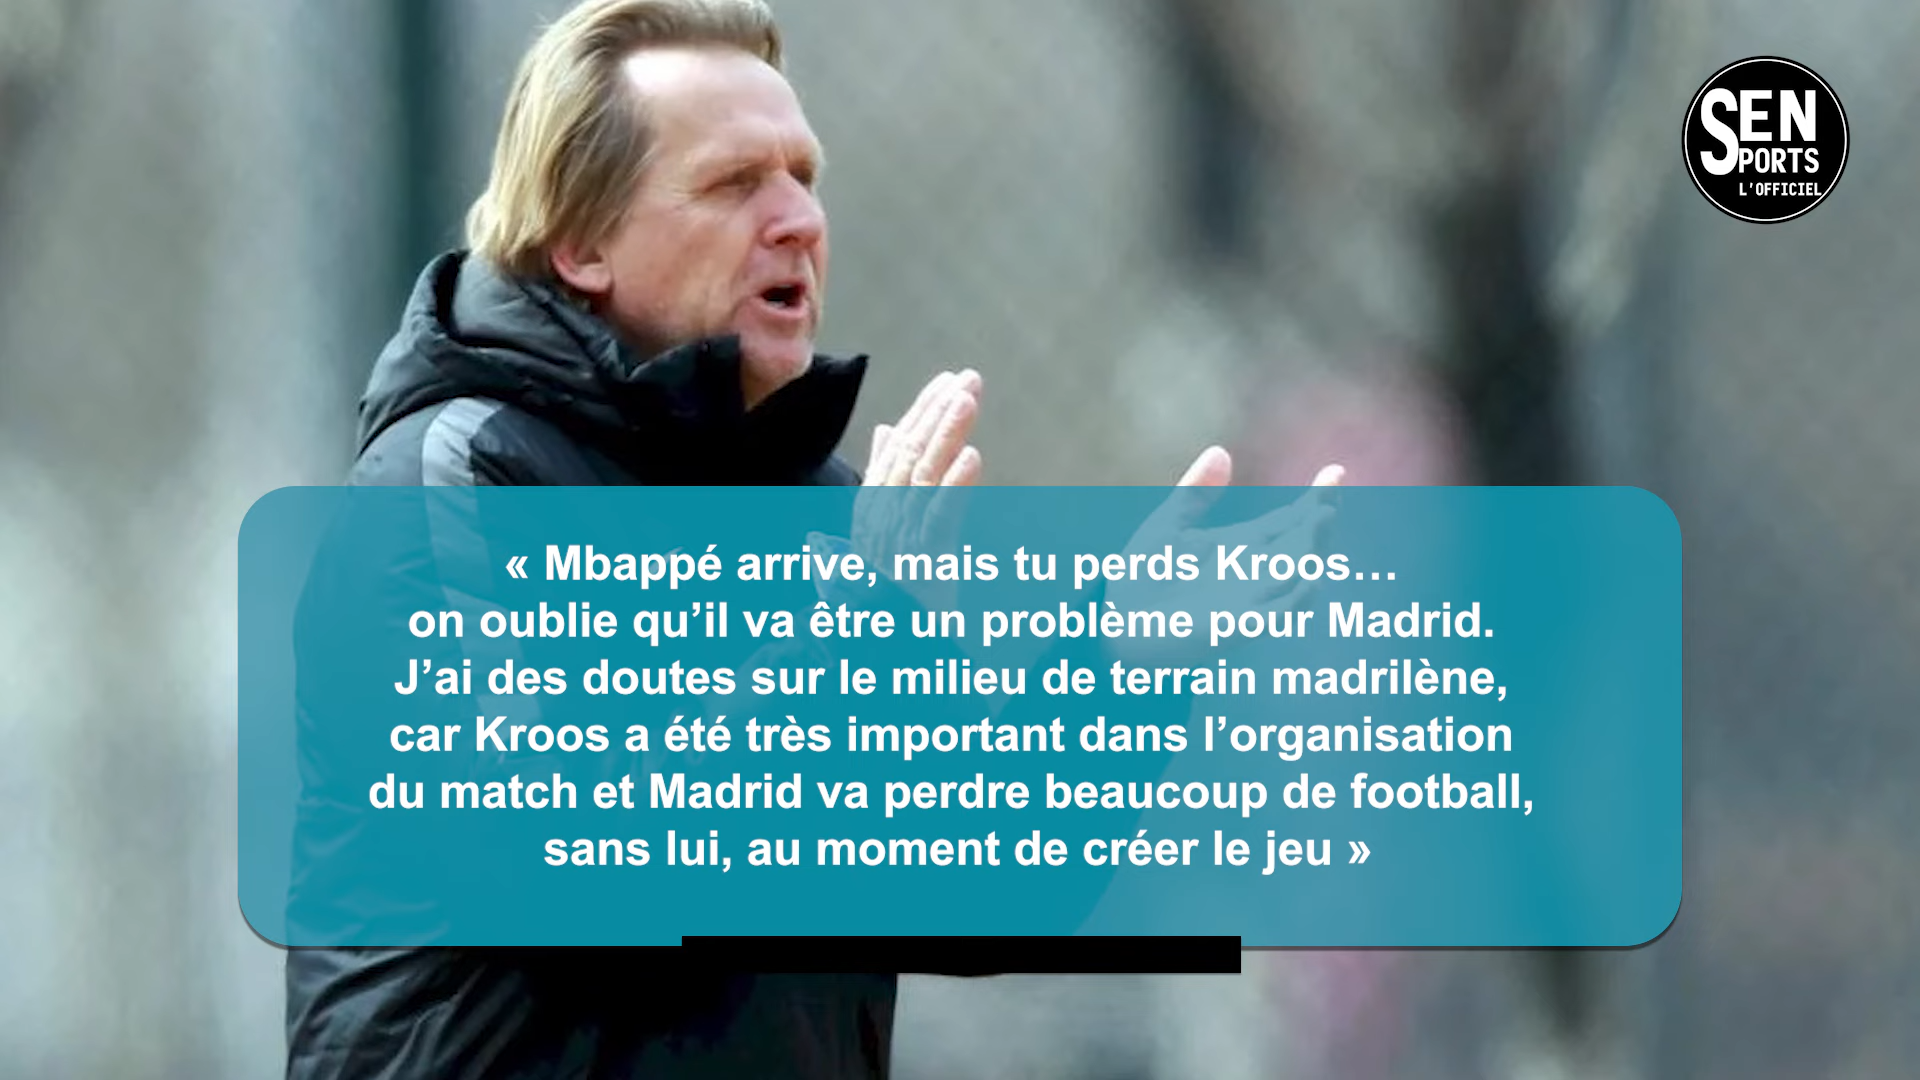 SEN
SPORTS
L'OFFICIEL
« Mbappé arrive, mais tu perds Kroos…
on oublie qu’il va être un problème pour Madrid.
J’ai des doutes sur le milieu de terrain madrilène,
car Kroos a été très important dans l’organisation
du match et Madrid va perdre beaucoup de football,
sans lui, au moment de créer le jeu »